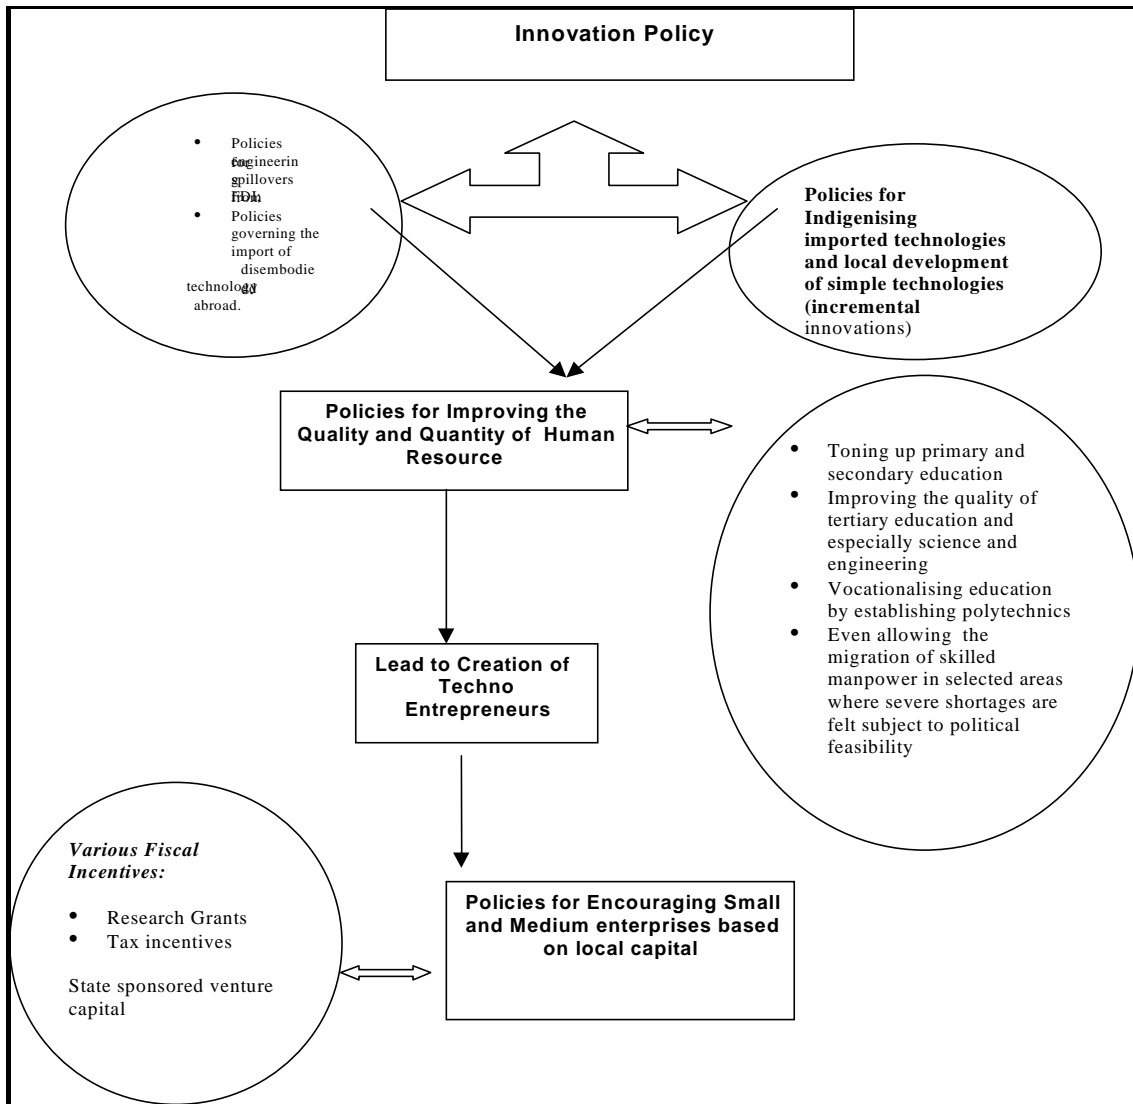 Innovation Policy
• Policies
for
engineering
spillovers
from
FDI;
• Policies
governing the
import of
disembodied
technology
abroad.
Policies for
Indigenising
imported technologies
and local development
of simple technologies
(incremental
innovations)
Policies for Improving the
Quality and Quantity of Human
Resource
• Toning up primary and
secondary education
• Improving the quality of
tertiary education and
especially science and
engineering
• Vocationalising education
by establishing polytechnics
• Even allowing the
migration of skilled
manpower in selected areas
where severe shortages are
felt subject to political
feasibility
Lead to Creation of
Techno
Entrepreneurs
Various Fiscal
Incentives:
• Research Grants
• Tax incentives
State sponsored venture
capital
Policies for Encouraging Small
and Medium enterprises based
on local capital